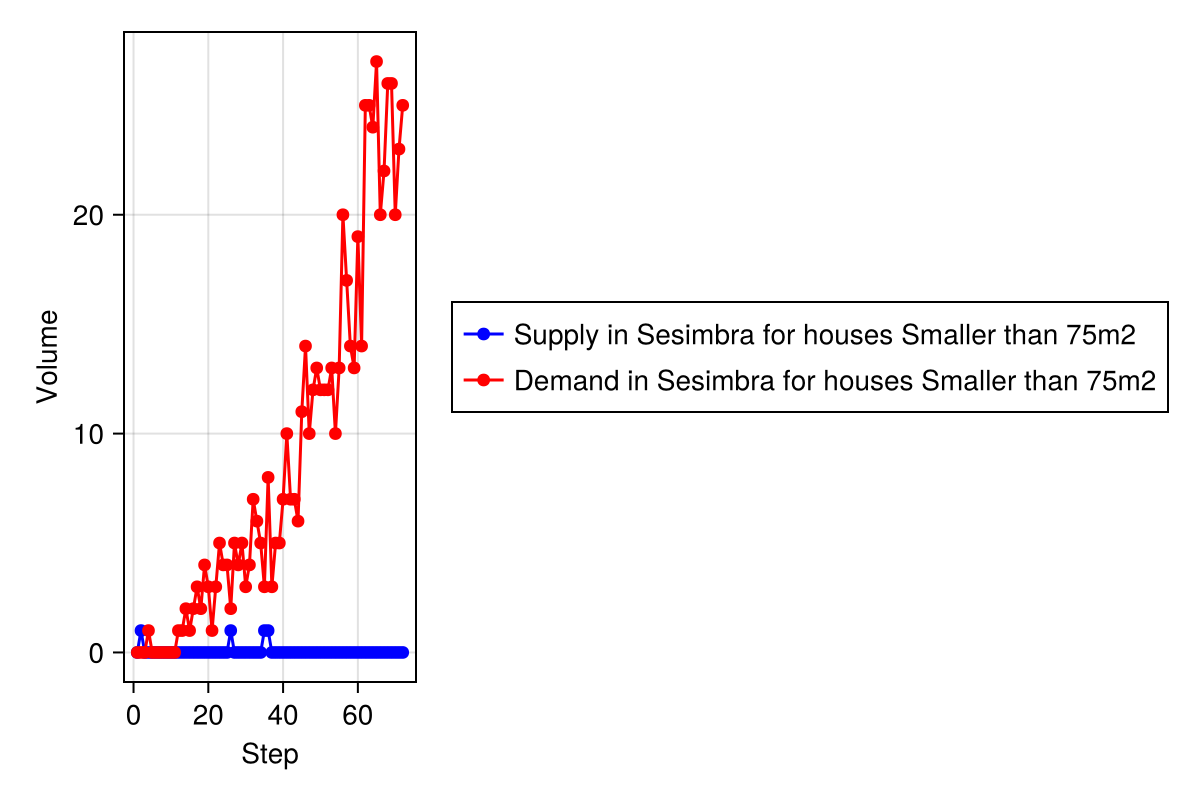 Volume
20
10
0
0 20 40 60
Step
Supply in Sesimbra for houses Smaller than 75m2
Demand in Sesimbra for houses Smaller than 75m2